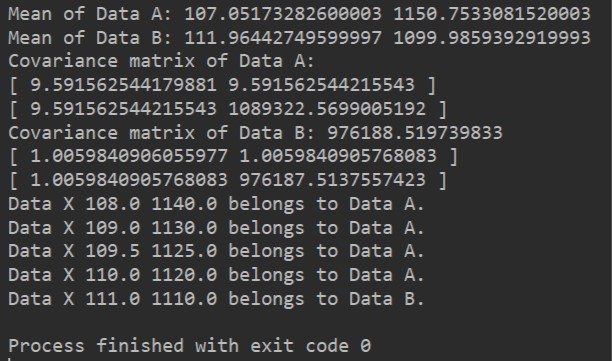 Mean of Data A: 107.05173282600003 1150.7533081520003
Mean of Data B: 111.96442749599997 1099.9859392919993
Covariance matrix of Data A:
[ 9.591562544179881 9.591562544215543 ]
[ 9.591562544215543 1089322.5699005192 ]
Covariance matrix of Data B: 976188.519739833
[ 1.0059840906055977 1.0059840905768083 ]
[ 1.0059840905768083 976187.5137557423 ]
Data X 108.0 1140.0 belongs to Data A.
Data X 109.0 1130.0 belongs to Data A.
Data X 109.5 1125.0 belongs to Data A.
Data X 110.0 1120.0 belongs to Data A.
Data X 111.0 1110.0 belongs to Data B.
Process finished with exit code 0